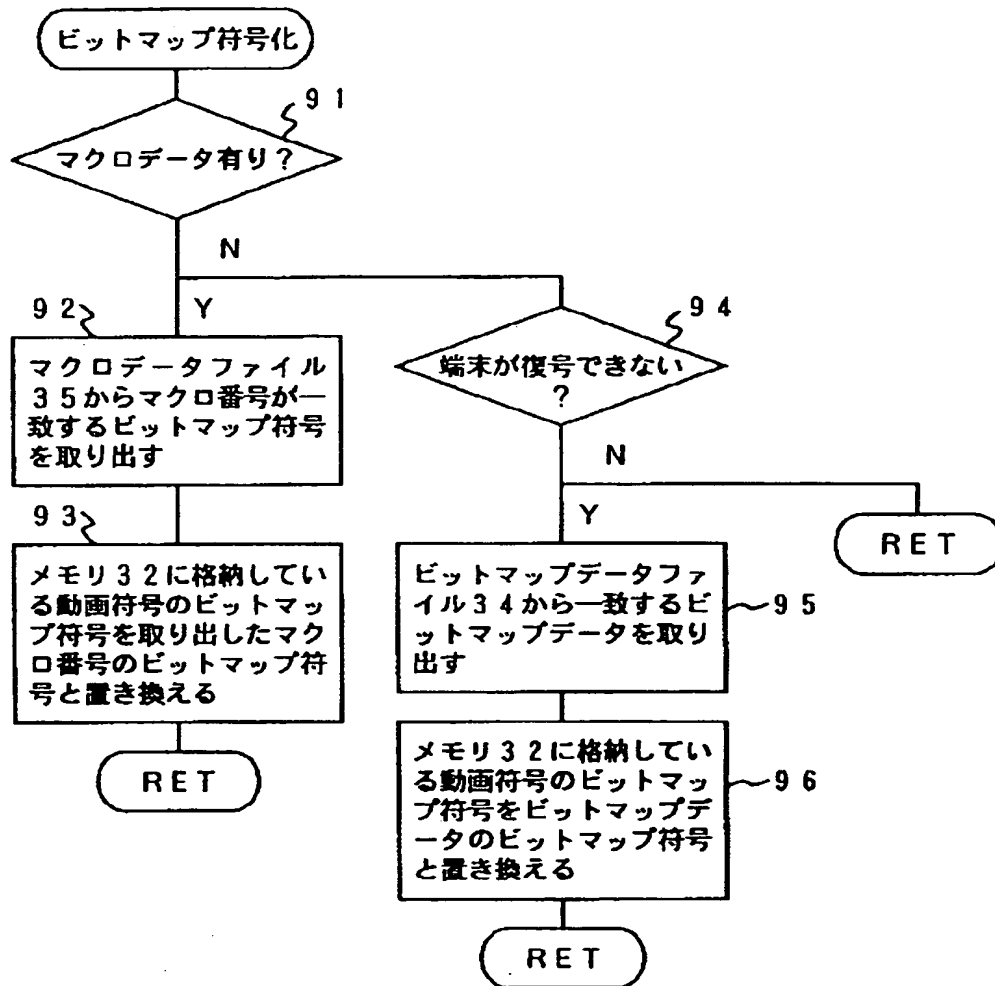 ビットマップ符号化
91
マクロデータ有り？
N
Y
92
マクロデータファイル
35からマクロ番号が一
致するビットマップ符号
を取り出す
93
メモリ32に格納してい
る動画符号のビットマッ
プ符号を取り出したマク
ロ番号のビットマップ符
号と置き換える
RET
94
端末が復号できない
？
N
Y
RET
ビットマップデータファ
イル34から一致するビ
ットマップデータを取り
出す
95
メモリ32に格納してい
る動画符号のビットマッ
プ符号をビットマップデ
ータのビットマップ符号
と置き換える
96
RET